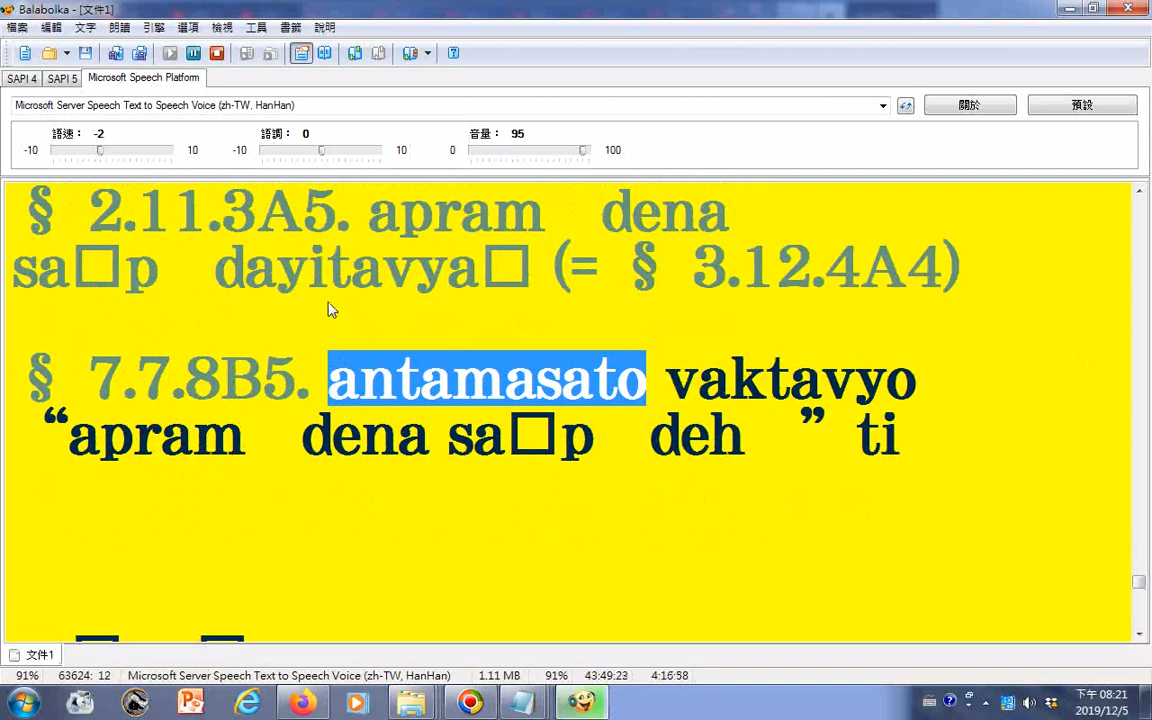 Balabolka - [文件1]
檔案 編輯 文字 朗讀 引擎 選項 檢視 工具 書籤 說明
SAPI 4 SAPI 5 Microsoft Speech Platform
Microsoft Server Speech Text to Speech Voice (zh-TW, HanHan) 關於 預設
語速： -2 語調： 0 音量： 95
-10 10 -10 10 0 100
§ 2.11.3A5. apram dena
sa□p dayitavya□ (= § 3.12.4A4)
§ 7.7.8B5. antamasato vaktavyo
“apram dena sa□p deh ” ti
文件1
91% 63624: 12 Microsoft Server Speech Text to Speech Voice (zh-TW, HanHan) 1.11 MB 91% 43:49:23 4:16:58
下午 08:21
2019/12/5